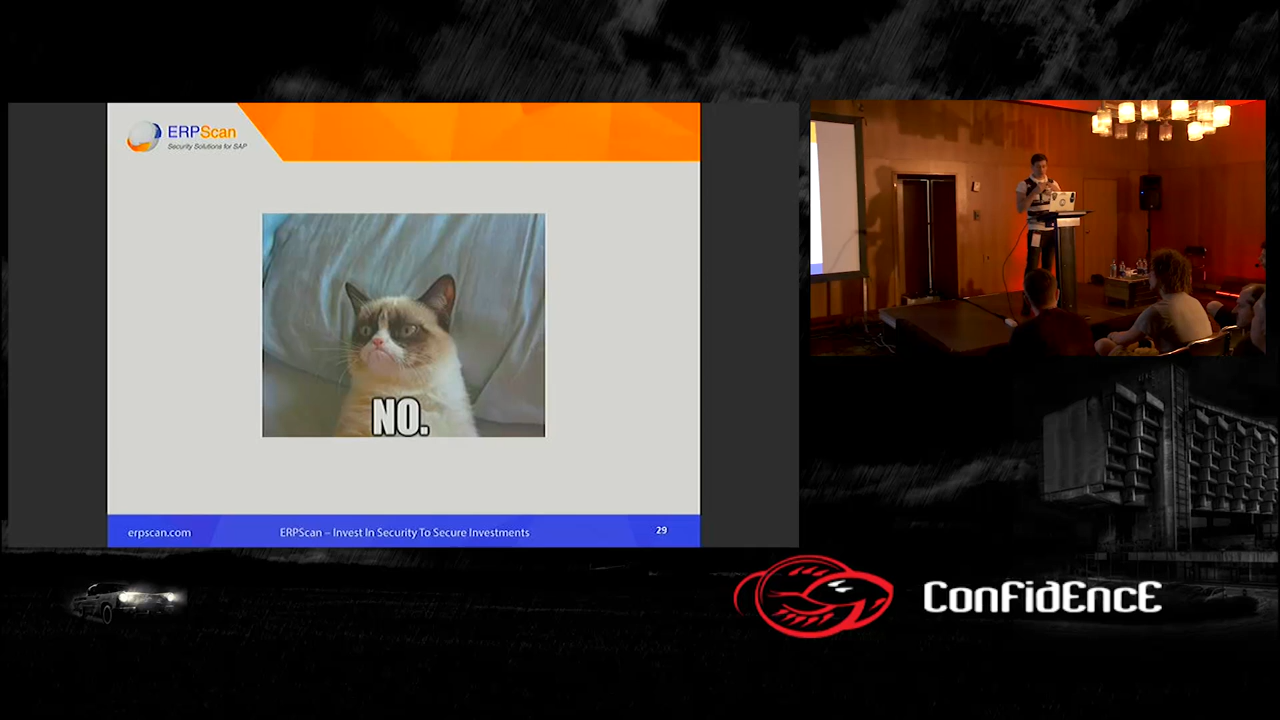 ERPScan
Security Solutions for SAP
NO.
erpscan.com
ERPScan – Invest In Security To Secure Investments
29
ConFidEncE